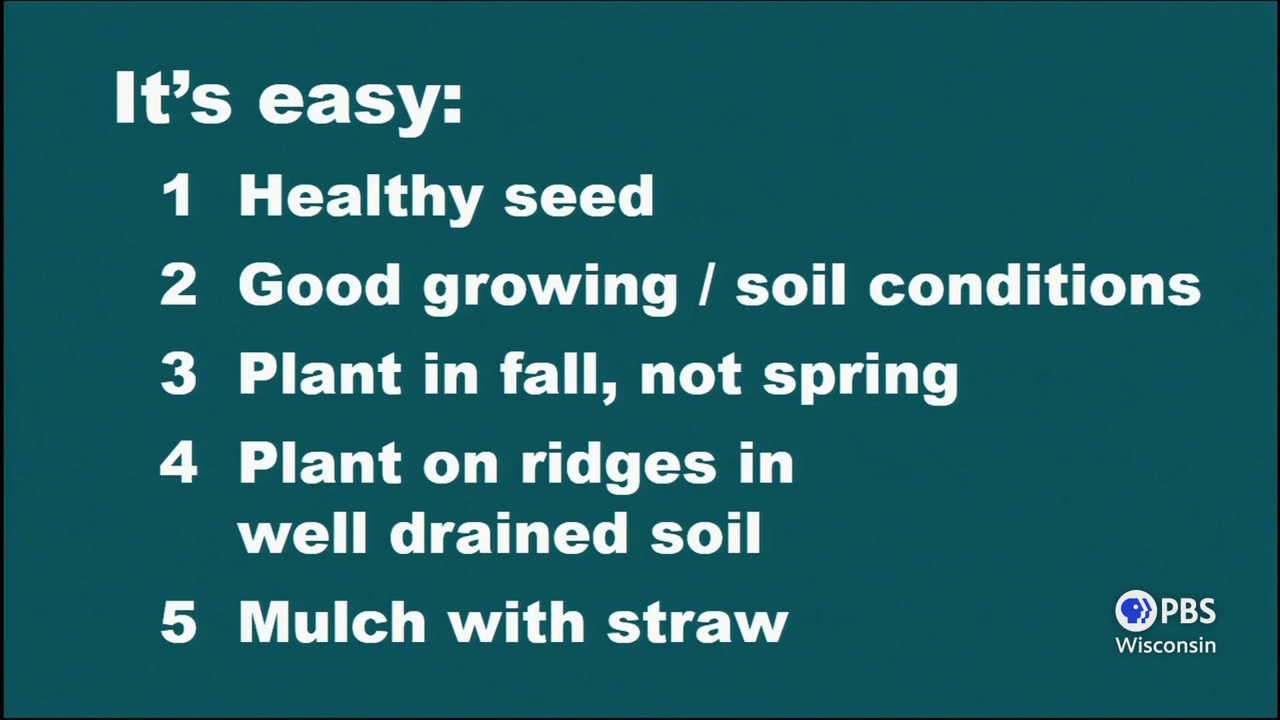 It's easy:
1 Healthy seed
2 Good growing / soil conditions
3 Plant in fall, not spring
4 Plant on ridges in
well drained soil
5 Mulch with straw
PBS
Wisconsin